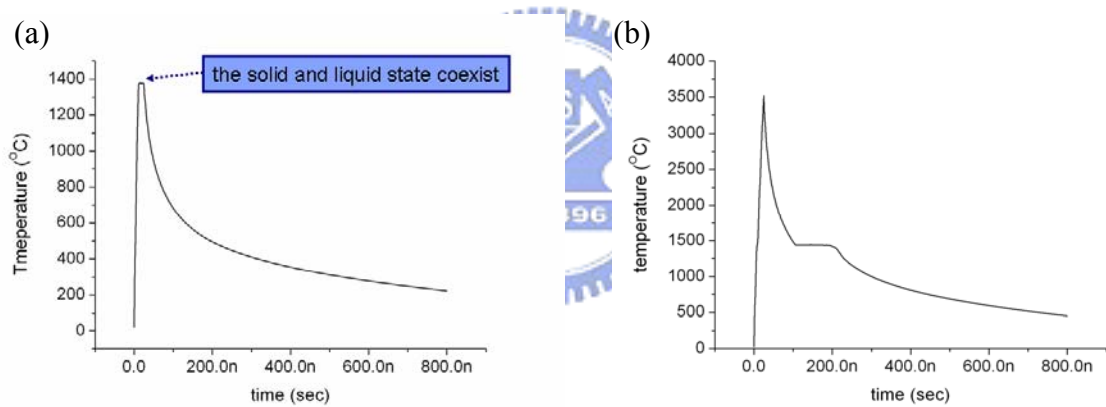 (a)
the solid and liquid state coexist
1400
1200
1000
800
600
400
200
0
Tmeperature (°C)
0.0
200.0n
400.0n
600.0n
800.0n
time (sec)
896
(b)
4000
3500
3000
2500
2000
1500
1000
500
0
temperature (°C)
0.0
200.0n
400.0n
600.0n
800.0n
time (sec)